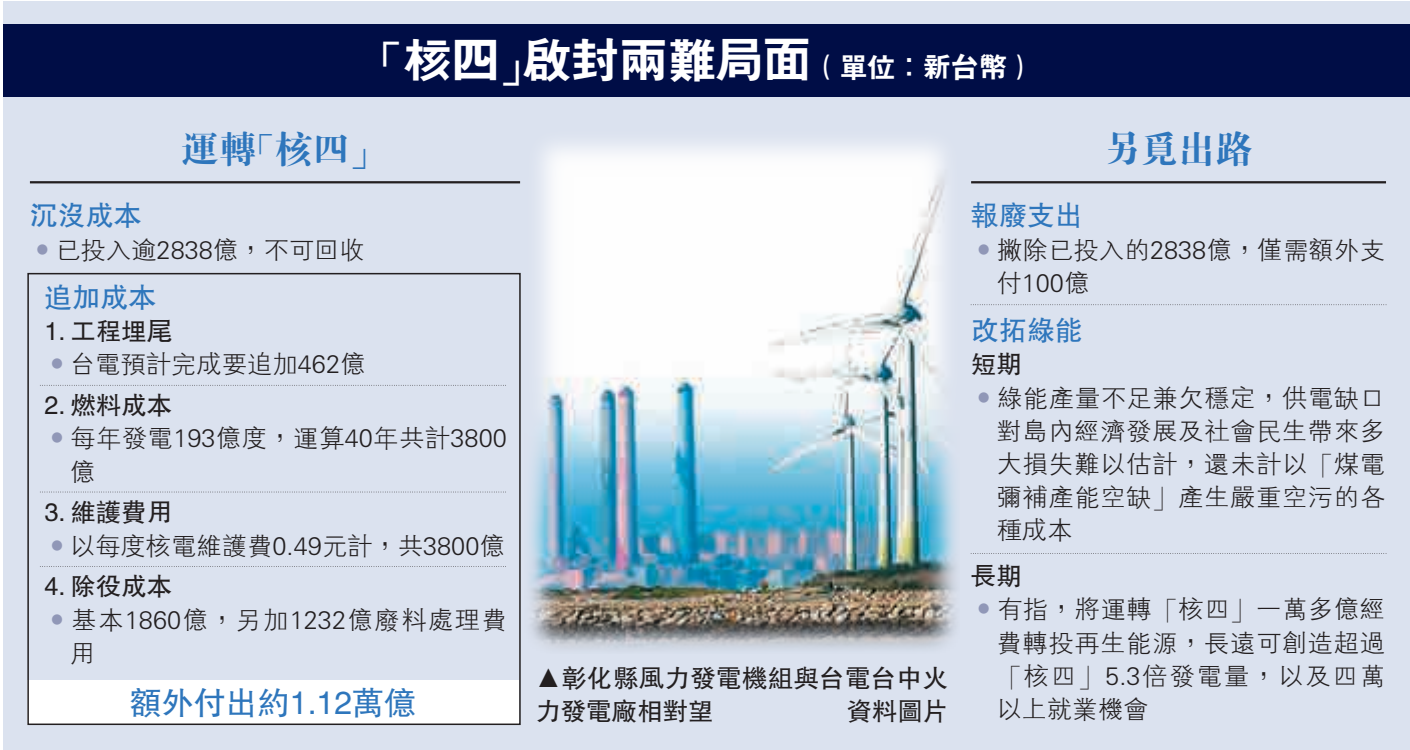 「核四」啟封兩難局面（單位：新台幣）
運轉「核四」
沉沒成本
● 已投入逾2838億，不可回收
追加成本
1. 工程埋尾
● 台電預計完成要追加462億
2. 燃料成本
● 每年發電193億度，運算40年共計3800
億
3. 維護費用
● 以每度核電維護費0.49元計，共3800億
4. 除役成本
● 基本1860億，另加1232億廢料處理費
用
額外付出約1.12萬億
▲彰化縣風力發電機組與台電台中火
力發電廠相對望 資料圖片
另覓出路
報廢支出
● 撇除已投入的2838億，僅需額外支
付100億
改拓綠能
短期
● 綠能產量不足兼欠穩定，供電缺口
對島內經濟發展及社會民生帶來多
大損失難以估計，還未計以「煤電
彌補產能空缺」產生嚴重空污的各
種成本
長期
● 有指，將運轉「核四」一萬多億經
費轉投再生能源，長遠可創造超過
「核四」5.3倍發電量，以及四萬
以上就業機會